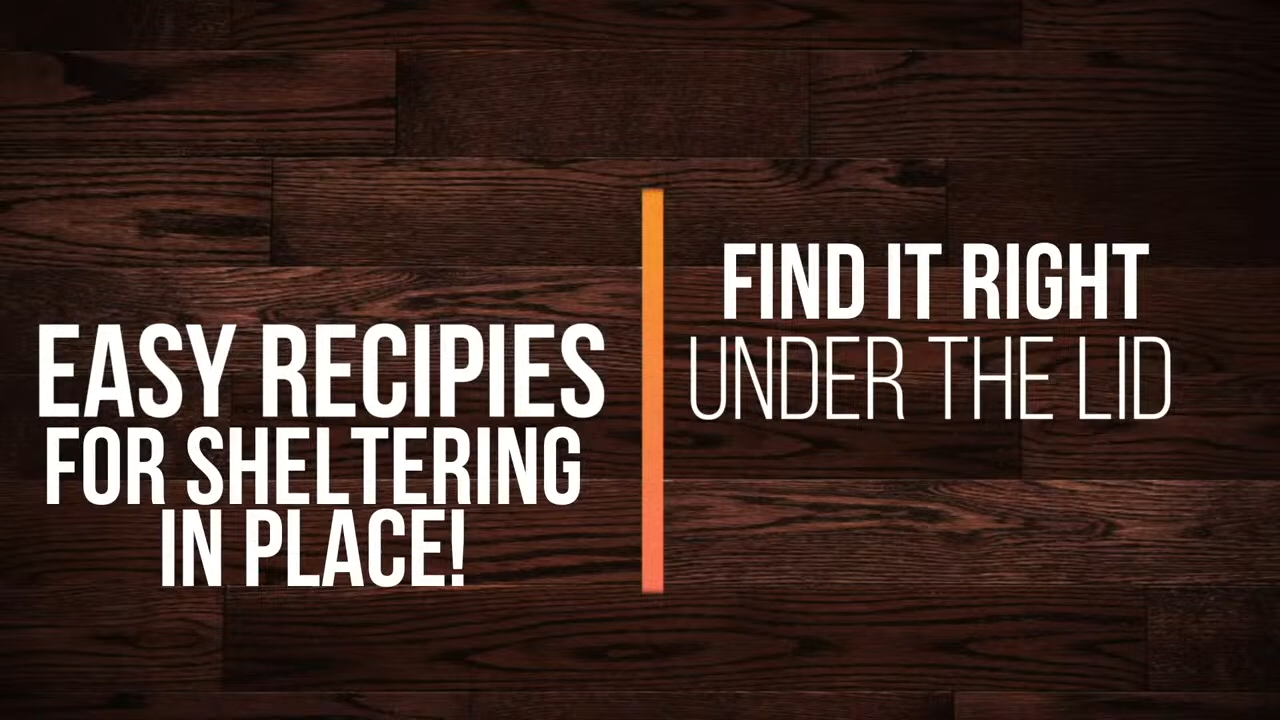 EASY RECIPIES
FOR SHELTERING
IN PLACE!
FIND IT RIGHT
UNDER THE LID